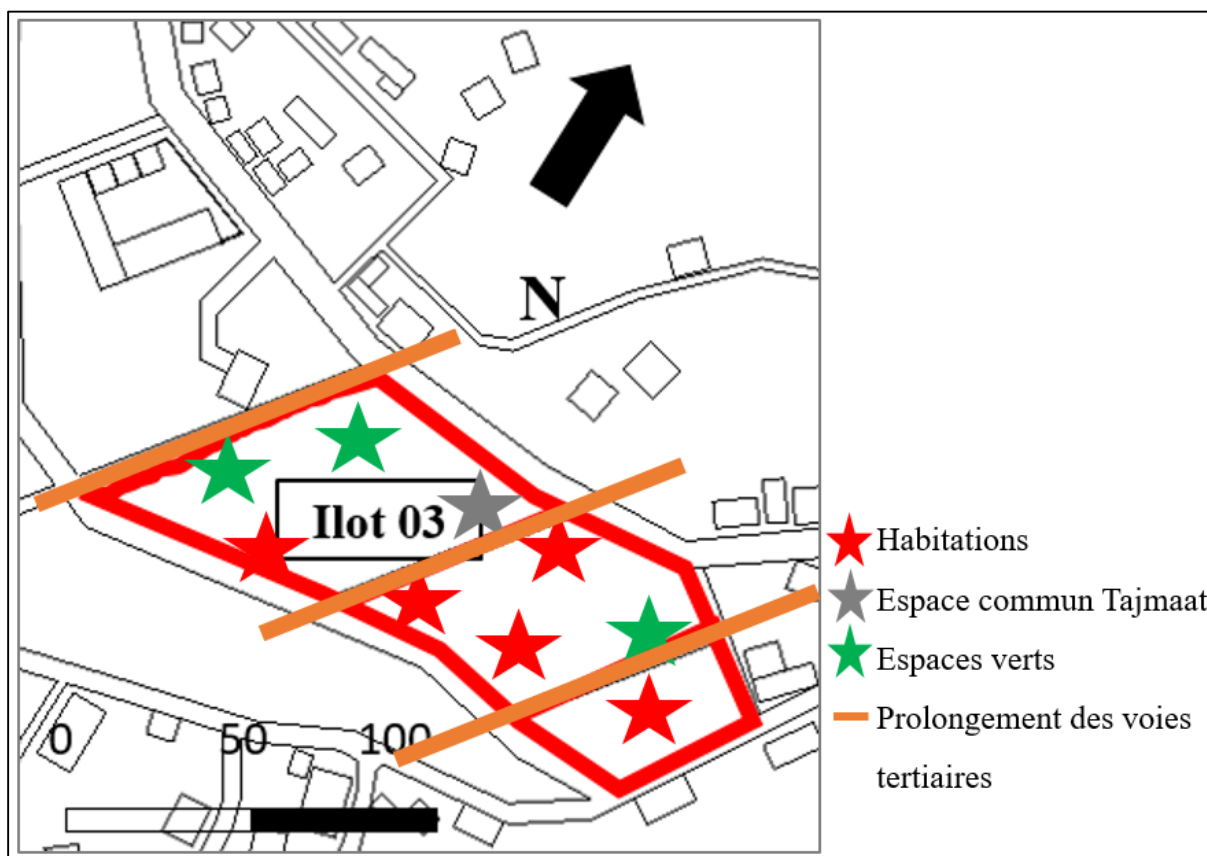 N
Ilot 03
0 50 100
Habitations
Espace commun Tajmaat
Espaces verts
Prolongement des voies
tertiaires